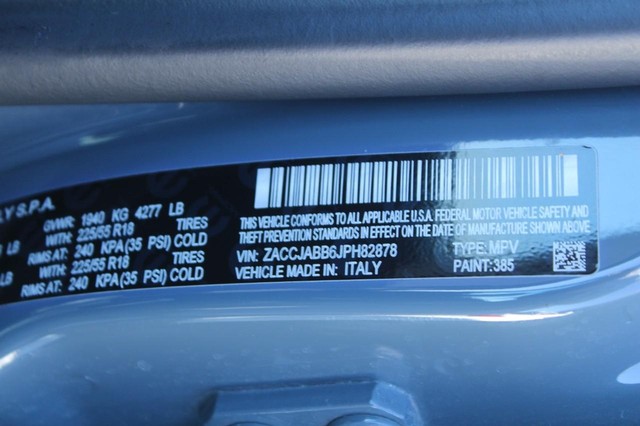 LY S.P.A.
GVWR: 1940 KG 4277 LB
WITH: 225/55 R18 TIRES
RIMS AT: 240 KPA(35 PSI) COLD
WITH: 225/55 R18 TIRES
RIMS AT: 240 KPA(35 PSI) COLD
THIS VEHICLE CONFORMS TO ALL APPLICABLE U.S.A. FEDERAL MOTOR VEHICLE SAFETY, BUMPER, AND
THEFT PREVENTION STANDARDS IN EFFECT ON THE DATE OF MANUFACTURE SHOWN ABOVE.
VIN: ZACCJABB6JPH82878 TYPE: MPV
VEHICLE MADE IN: ITALY PAINT: 385